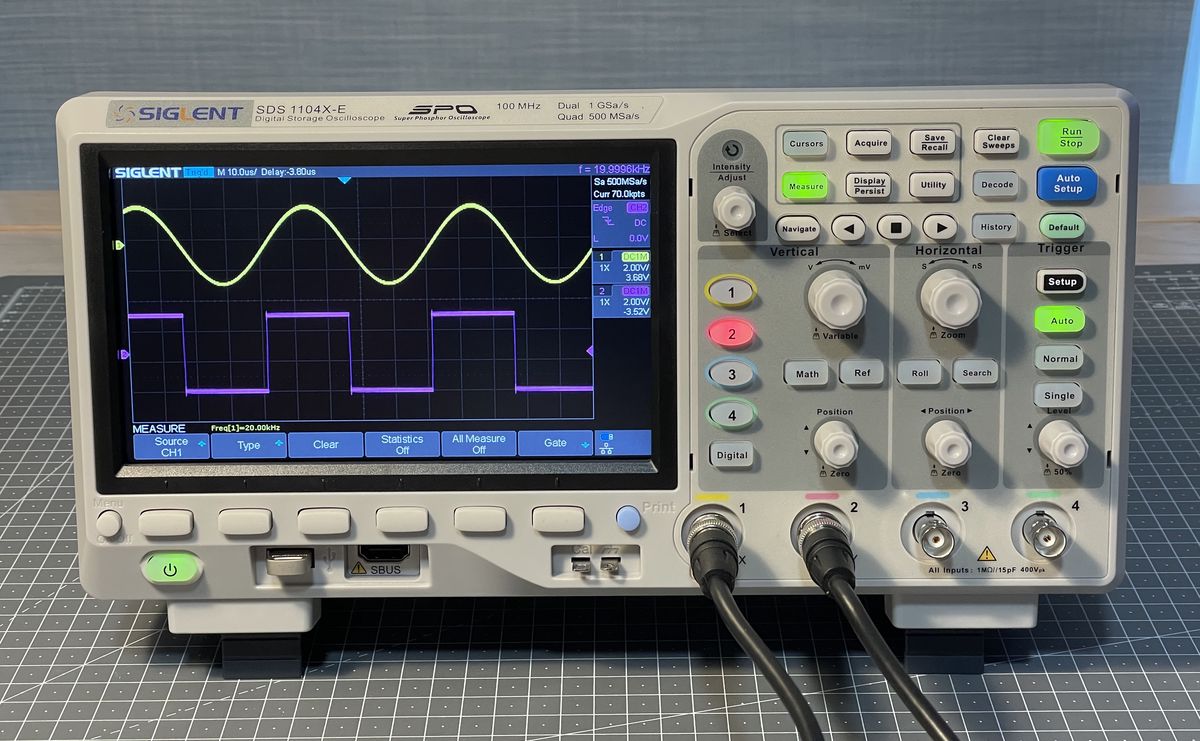 SIGLENT
SDS 1104X-E
Digital Storage Oscilloscope
SPO
Super Phosphor Oscilloscope
100 MHz
Dual 1 GSa/s
Quad 500 MSa/s
SIGLENT Trig'd M 10.0us/ Delay:-3.80us
f = 19.9996kHz
Sa 500MSa/s
Curr 70.0kpts
Edge CH2
DC
L 0.0V
1 DC1M
1X 2.00V/
3.68V
2 DC1M
1X 2.00V/
-3.52V
MEASURE Freq[1]=20.00kHz
Source
CH1
Type
Clear
Statistics
Off
All Measure
Off
Gate
Intensity
Adjust
Select
Cursors
Acquire
Save
Recall
Clear
Sweeps
Run
Stop
Measure
Display
Persist
Utility
Decode
Auto
Setup
Navigate
History
Default
Vertical
Horizontal
Trigger
V mV
S nS
Setup
1
2
3
4
Digital
Variable
Zoom
Auto
Math
Ref
Roll
Search
Normal
Single
Position
◄Position►
Level
Zero
Zero
50%
Menu
On/Off
Print
SBUS
Cal
1
2
3
4
X
Y
All Inputs: 1MΩ//15pF 400Vpk